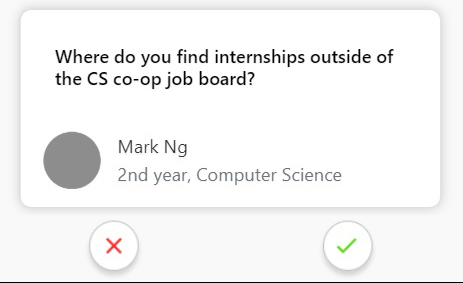 Where do you find internships outside of
the CS co-op job board?
Mark Ng
2nd year, Computer Science